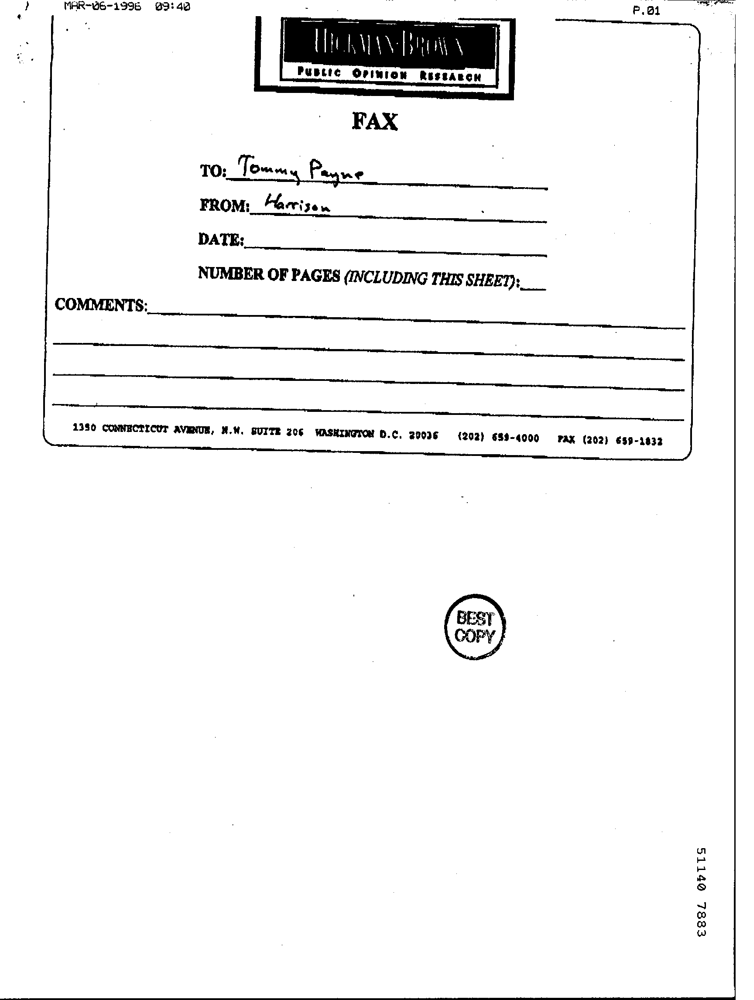 MAR-06-1996 09:40 P.01
HICKMAN-BROWN
PUBLIC OPINION RESEARCH
FAX
TO: Tommy Payne
FROM: Harrison
DATE:
NUMBER OF PAGES (INCLUDING THIS SHEET):
COMMENTS:
1350 CONNECTICUT AVENUE, N.W. SUITE 206 WASHINGTON D.C. 20036 (202) 659-4000 FAX (202) 659-1832
BEST
COPY
51140 7883